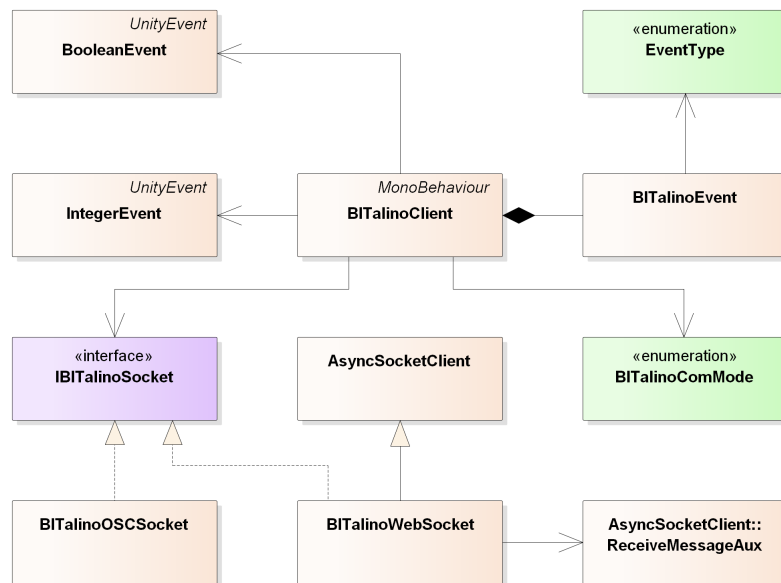 UnityEvent
BooleanEvent
«enumeration»
EventType
UnityEvent
IntegerEvent
MonoBehaviour
BITalinoClient
BITalinoEvent
«interface»
IBITalinoSocket
AsyncSocketClient
«enumeration»
BITalinoComMode
BITalinoOSCSocket
BITalinoWebSocket
AsyncSocketClient::
ReceiveMessageAux